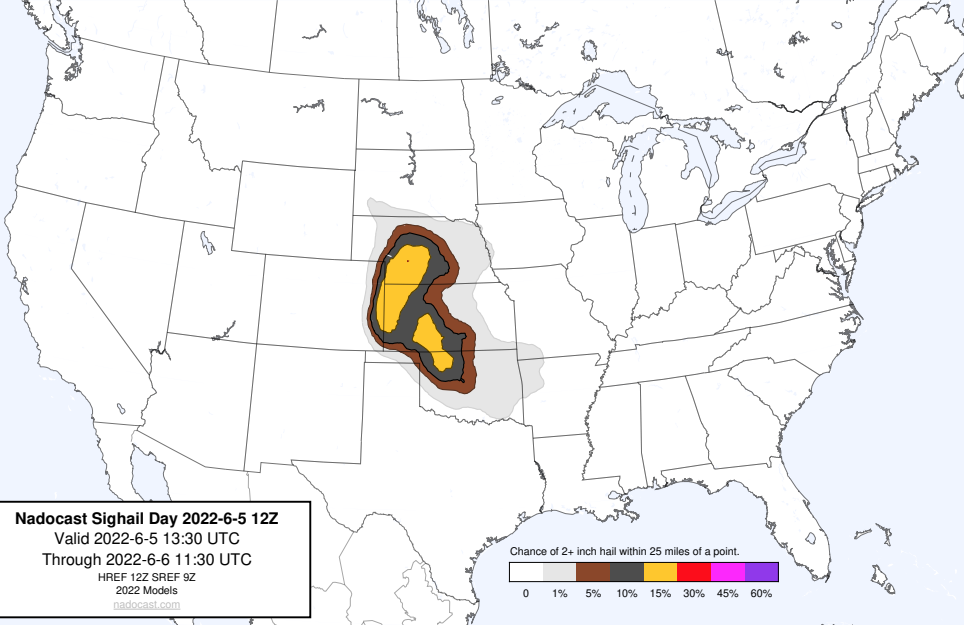 Nadocast Sighail Day 2022-6-5 12Z
Valid 2022-6-5 13:30 UTC
Through 2022-6-6 11:30 UTC
HREF 12Z SREF 9Z
2022 Models
nadocast.com
Chance of 2+ inch hail within 25 miles of a point.
0 1% 5% 10% 15% 30% 45% 60%